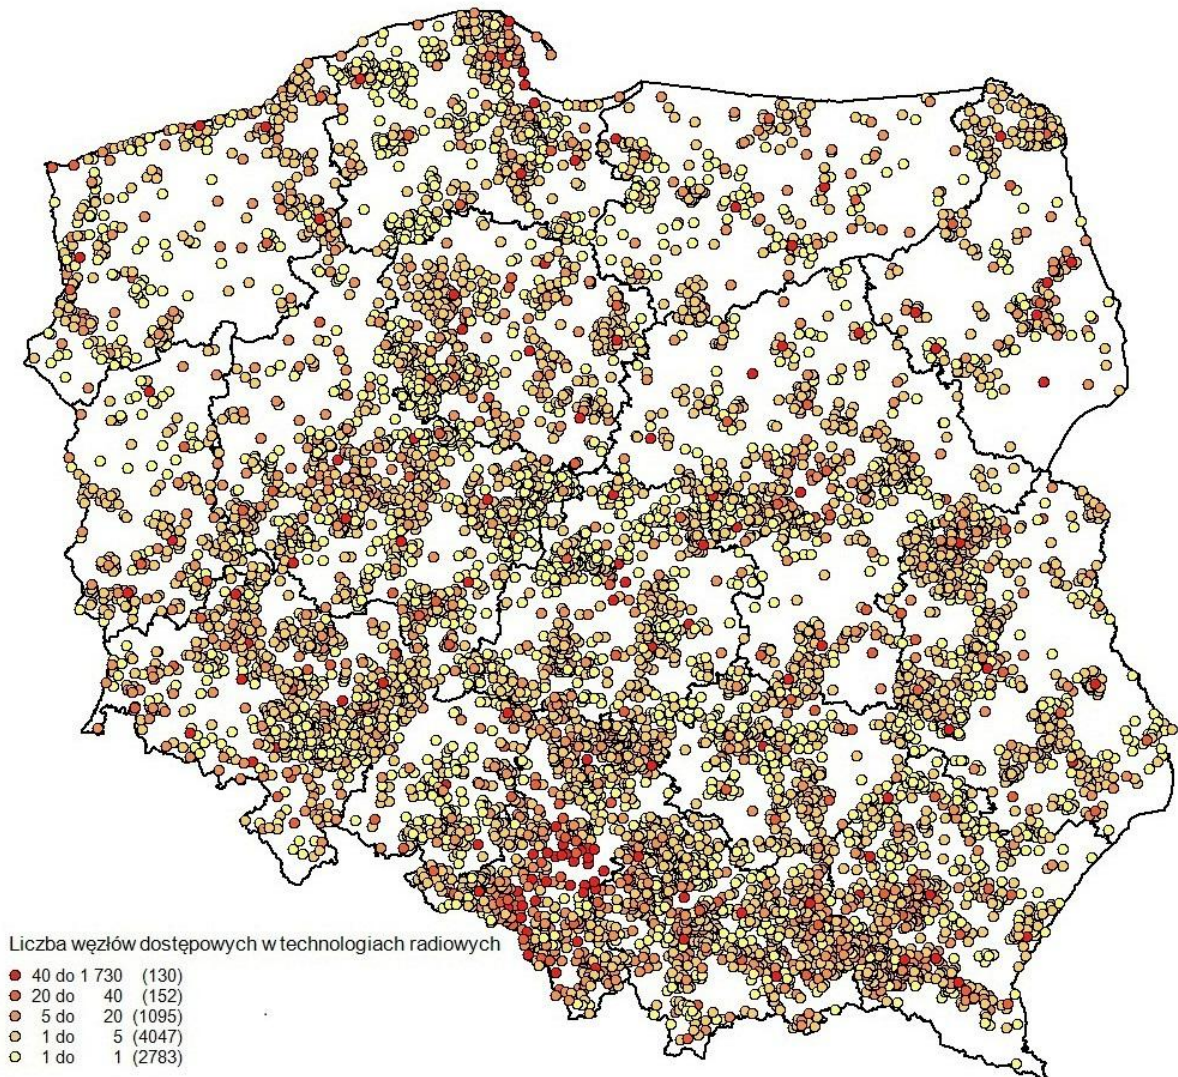 Liczba węzłów dostępowych w technologiach radiowych
40 do 1 730 (130)
20 do 40 (152)
5 do 20 (1095)
1 do 5 (4047)
1 do 1 (2783)